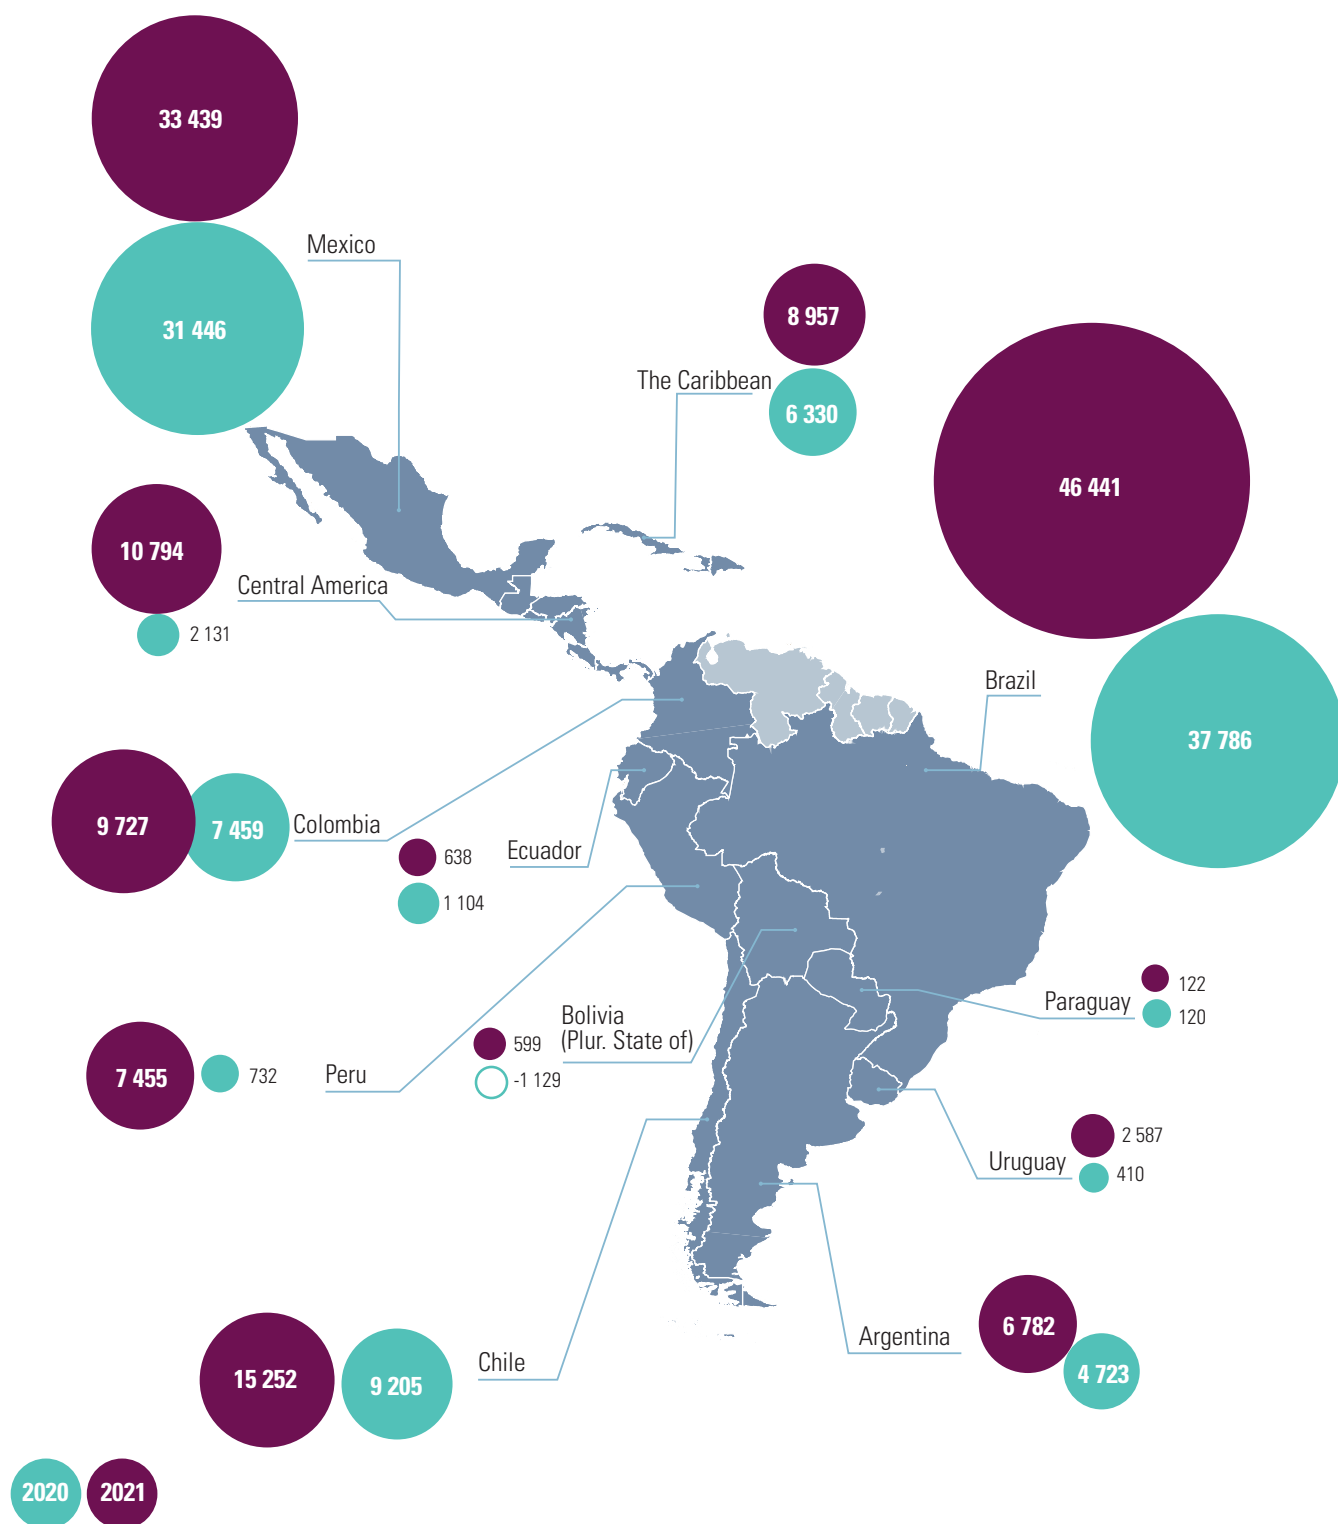 33 439
31 446
Mexico
8 957
The Caribbean
6 330
46 441
10 794
Central America
2 131
Brazil
37 786
9 727
7 459
Colombia
Ecuador
638
1 104
122
Paraguay
120
Bolivia
(Plur. State of)
599
-1 129
7 455
732
Peru
2 587
Uruguay
410
6 782
Argentina
4 723
15 252
9 205
Chile
2020
2021